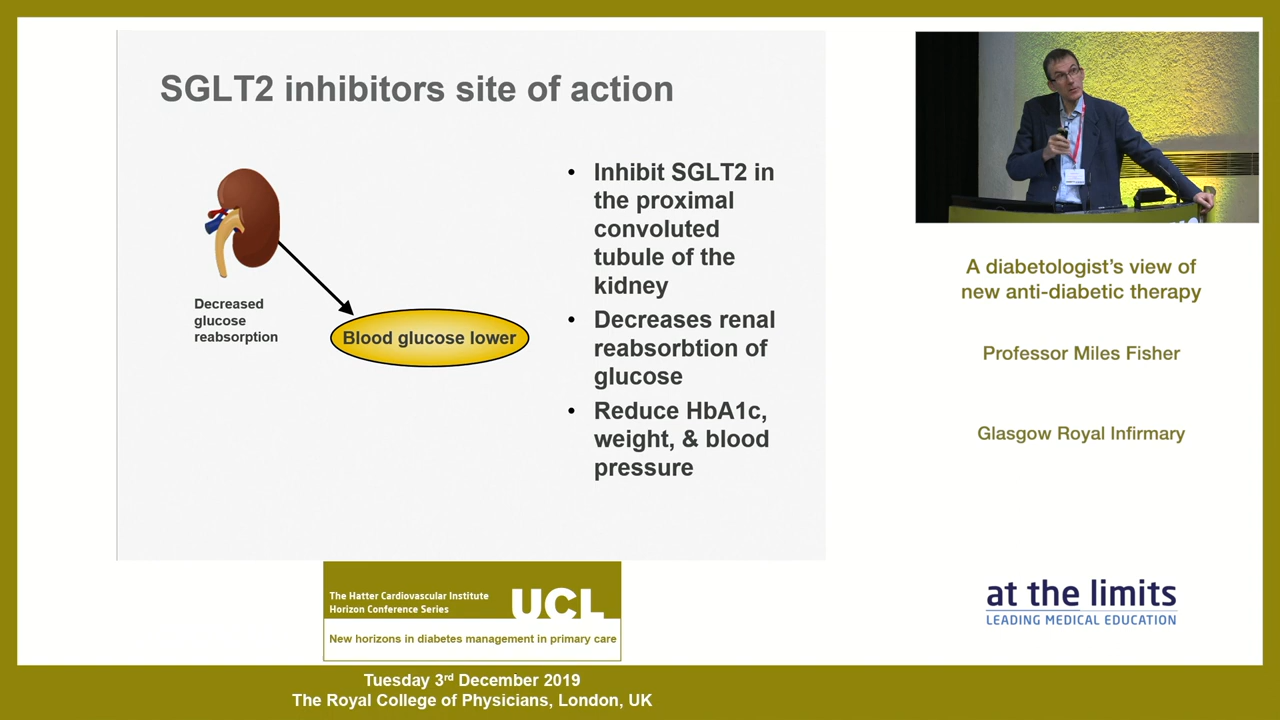 SGLT2 inhibitors site of action
Decreased
glucose
reabsorption
Blood glucose lower
• Inhibit SGLT2 in
the proximal
convoluted
tubule of the
kidney
• Decreases renal
reabsorbtion of
glucose
• Reduce HbA1c,
weight, & blood
pressure
A diabetologist's view of
new anti-diabetic therapy
Professor Miles Fisher
Glasgow Royal Infirmary
The Hatter Cardiovascular Institute
Horizon Conference Series
UCL
New horizons in diabetes management in primary care
at the limits
LEADING MEDICAL EDUCATION
Tuesday 3rd December 2019
The Royal College of Physicians, London, UK